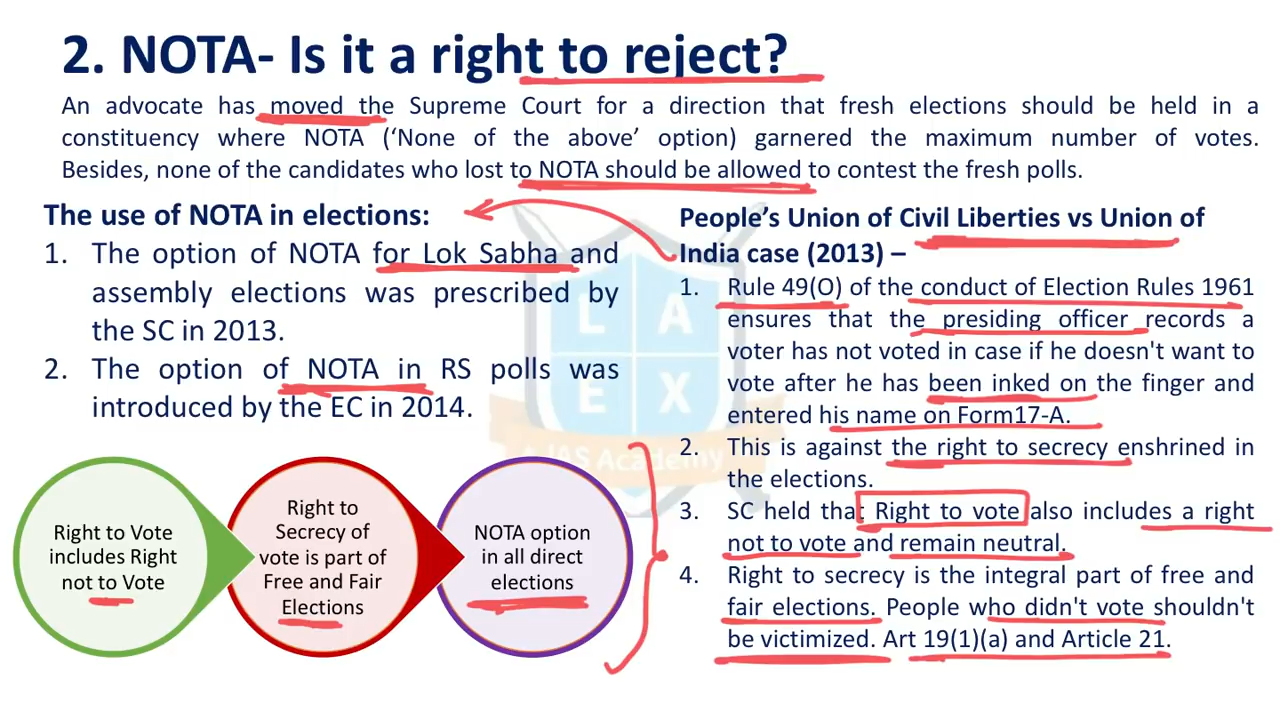 2. NOTA- Is it a right to reject?
An advocate has moved the Supreme Court for a direction that fresh elections should be held in a
constituency where NOTA (‘None of the above’ option) garnered the maximum number of votes.
Besides, none of the candidates who lost to NOTA should be allowed to contest the fresh polls.
The use of NOTA in elections:
1. The option of NOTA for Lok Sabha and
assembly elections was prescribed by
the SC in 2013.
2. The option of NOTA in RS polls was
introduced by the EC in 2014.
Right to Vote
includes Right
not to Vote
Right to
Secrecy of
vote is part of
Free and Fair
Elections
NOTA option
in all direct
elections
People’s Union of Civil Liberties vs Union of
India case (2013) –
1. Rule 49(O) of the conduct of Election Rules 1961
ensures that the presiding officer records a
voter has not voted in case if he doesn't want to
vote after he has been inked on the finger and
entered his name on Form17-A.
2. This is against the right to secrecy enshrined in
the elections.
3. SC held that Right to vote also includes a right
not to vote and remain neutral.
4. Right to secrecy is the integral part of free and
fair elections. People who didn't vote shouldn't
be victimized. Art 19(1)(a) and Article 21.
L A
E X
IAS Academy